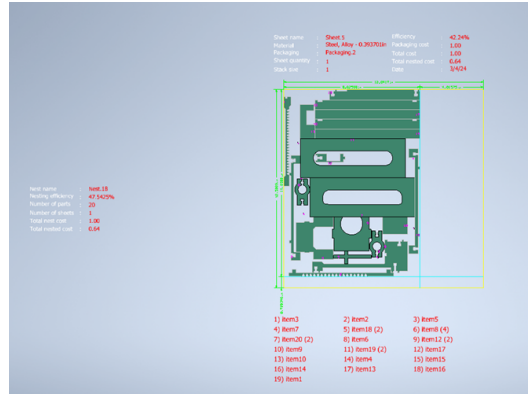 Sheet name : Sheet 1 Efficiency : 42.24%
Material : Steel, Alloy - 0.393701in Packaging cost : 1.00
Packaging : Packaging.2 Total cost : 1.00
Sheet quantity : 1 Total nested cost : 0.64
Stock size : 1 Date : 3/4/24
Nest name : Nest.19
Nesting efficiency : 47.5425%
Number of parts : 20
Number of sheets : 1
Total nest cost : 1.00
Total nested cost : 0.64
1) item3 2) item2 3) item5
4) item7 5) item18 (2) 6) item8 (4)
7) item20 (2) 8) item6 9) item12 (2)
10) item9 11) item19 (2) 12) item17
13) item10 14) item4 15) item15
16) item14 17) item13 18) item16
19) item1